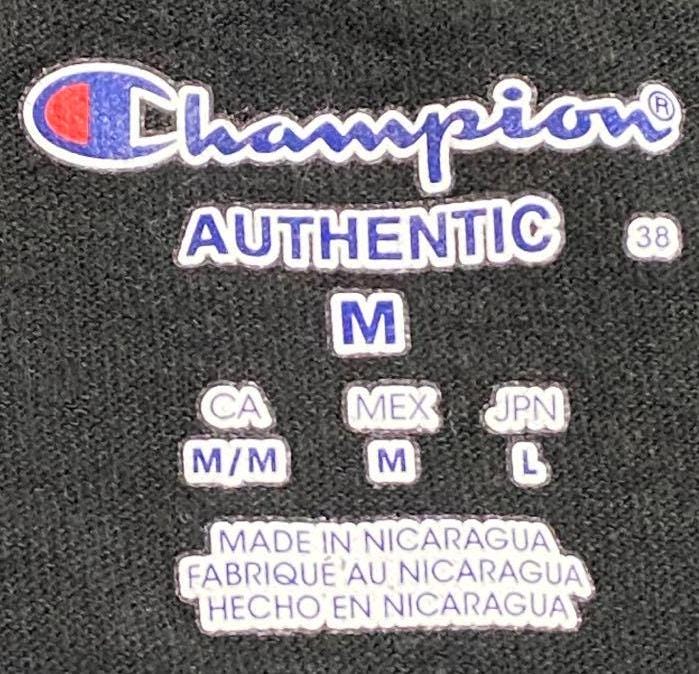 Champion®
AUTHENTIC 38
M
CA MEX JPN
M/M M L
MADE IN NICARAGUA
FABRIQUÉ AU NICARAGUA
HECHO EN NICARAGUA